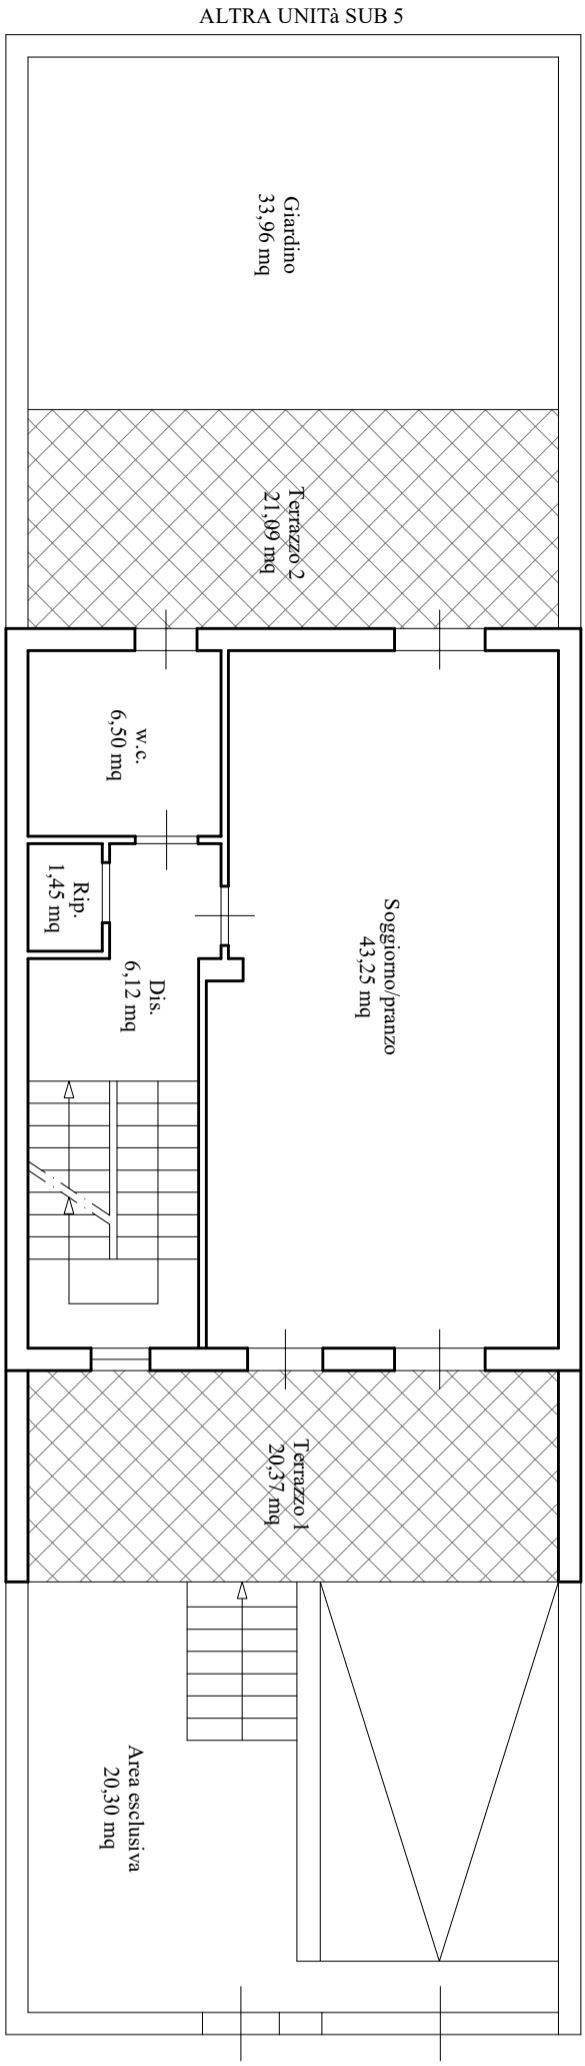 ALTRA UNITà SUB 5
Giardino
33,96 mq
Terrazzo 2
21,09 mq
w.c.
6,50 mq
Rip.
1,45 mq
Dis.
6,12 mq
Soggiorno/pranzo
43,25 mq
Terrazzo 1
20,37 mq
Area esclusiva
20,30 mq